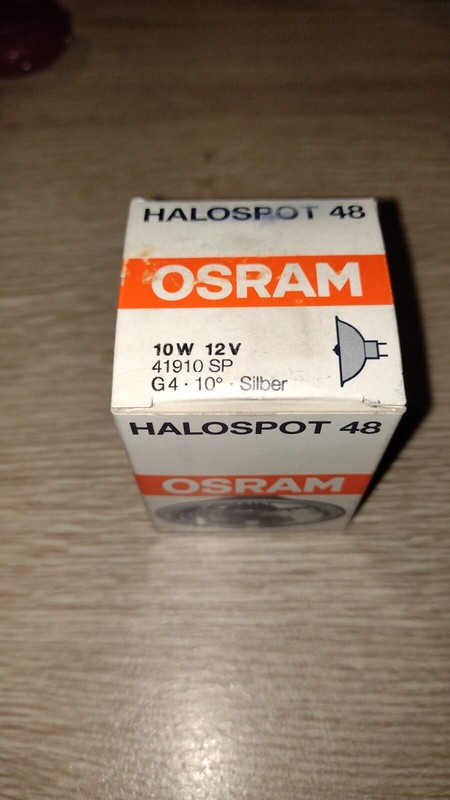 HALOSPOT 48
OSRAM
10W 12V
41910 SP
G4 · 10° · Silber
HALOSPOT 48
OSRAM